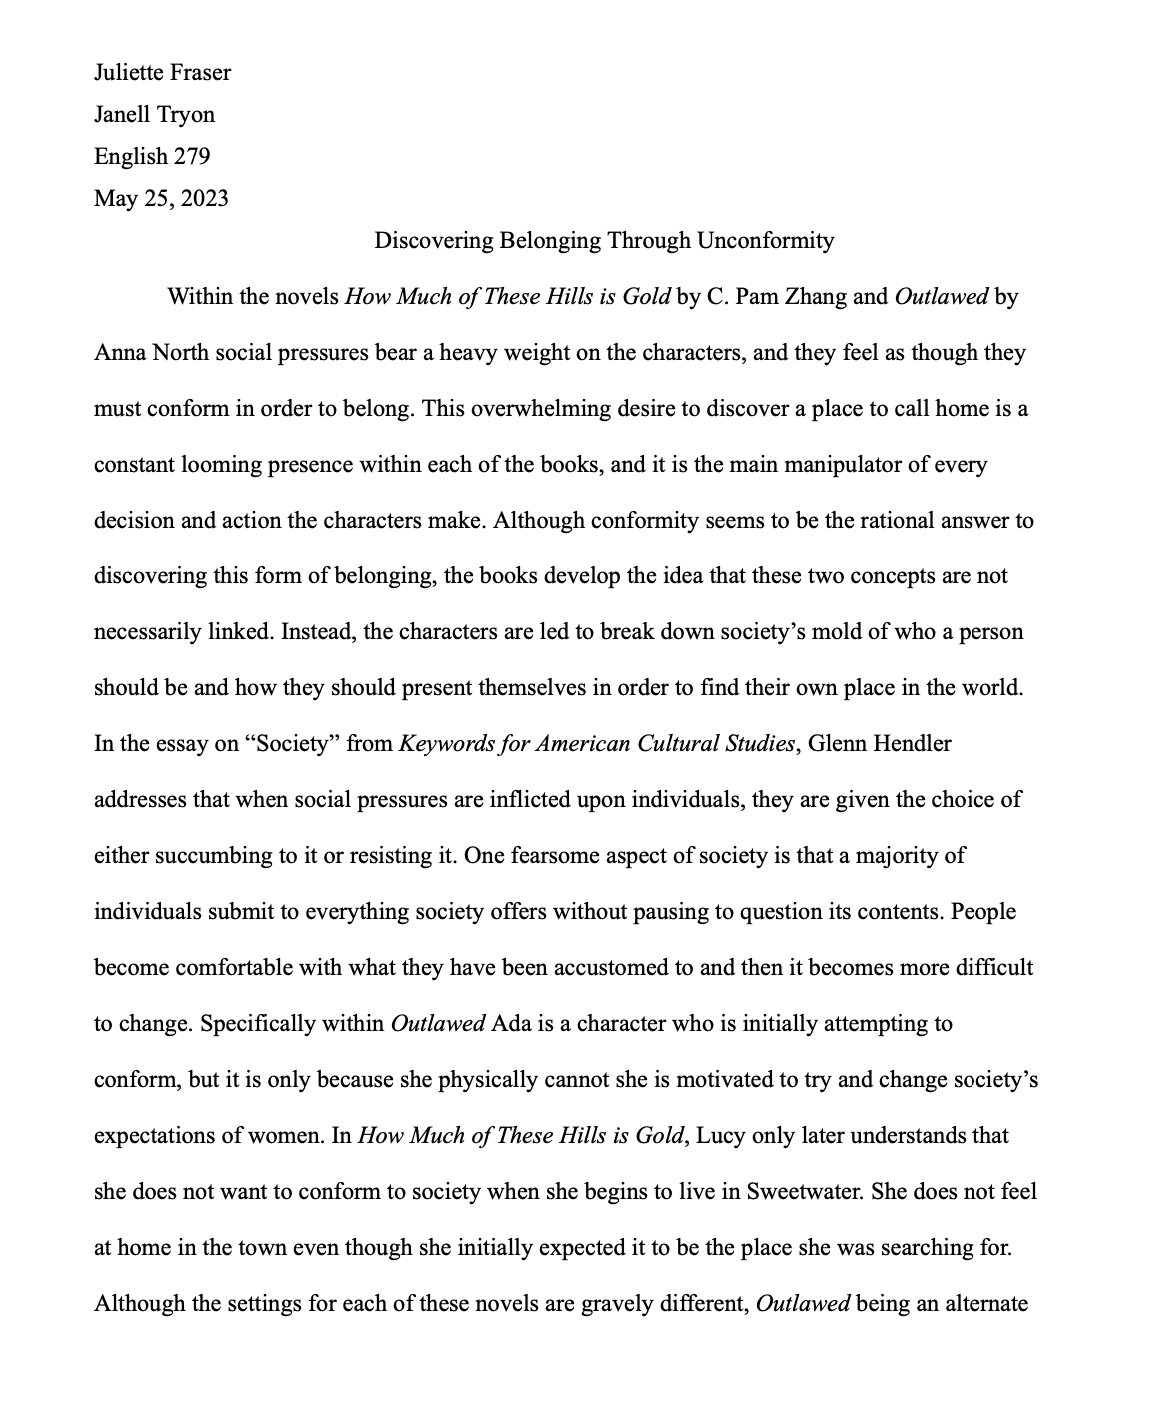 Juliette Fraser
Janell Tryon
English 279
May 25, 2023
Discovering Belonging Through Unconformity
Within the novels How Much of These Hills is Gold by C. Pam Zhang and Outlawed by
Anna North social pressures bear a heavy weight on the characters, and they feel as though they
must conform in order to belong. This overwhelming desire to discover a place to call home is a
constant looming presence within each of the books, and it is the main manipulator of every
decision and action the characters make. Although conformity seems to be the rational answer to
discovering this form of belonging, the books develop the idea that these two concepts are not
necessarily linked. Instead, the characters are led to break down society’s mold of who a person
should be and how they should present themselves in order to find their own place in the world.
In the essay on “Society” from Keywords for American Cultural Studies, Glenn Hendler
addresses that when social pressures are inflicted upon individuals, they are given the choice of
either succumbing to it or resisting it. One fearsome aspect of society is that a majority of
individuals submit to everything society offers without pausing to question its contents. People
become comfortable with what they have been accustomed to and then it becomes more difficult
to change. Specifically within Outlawed Ada is a character who is initially attempting to
conform, but it is only because she physically cannot she is motivated to try and change society’s
expectations of women. In How Much of These Hills is Gold, Lucy only later understands that
she does not want to conform to society when she begins to live in Sweetwater. She does not feel
at home in the town even though she initially expected it to be the place she was searching for.
Although the settings for each of these novels are gravely different, Outlawed being an alternate